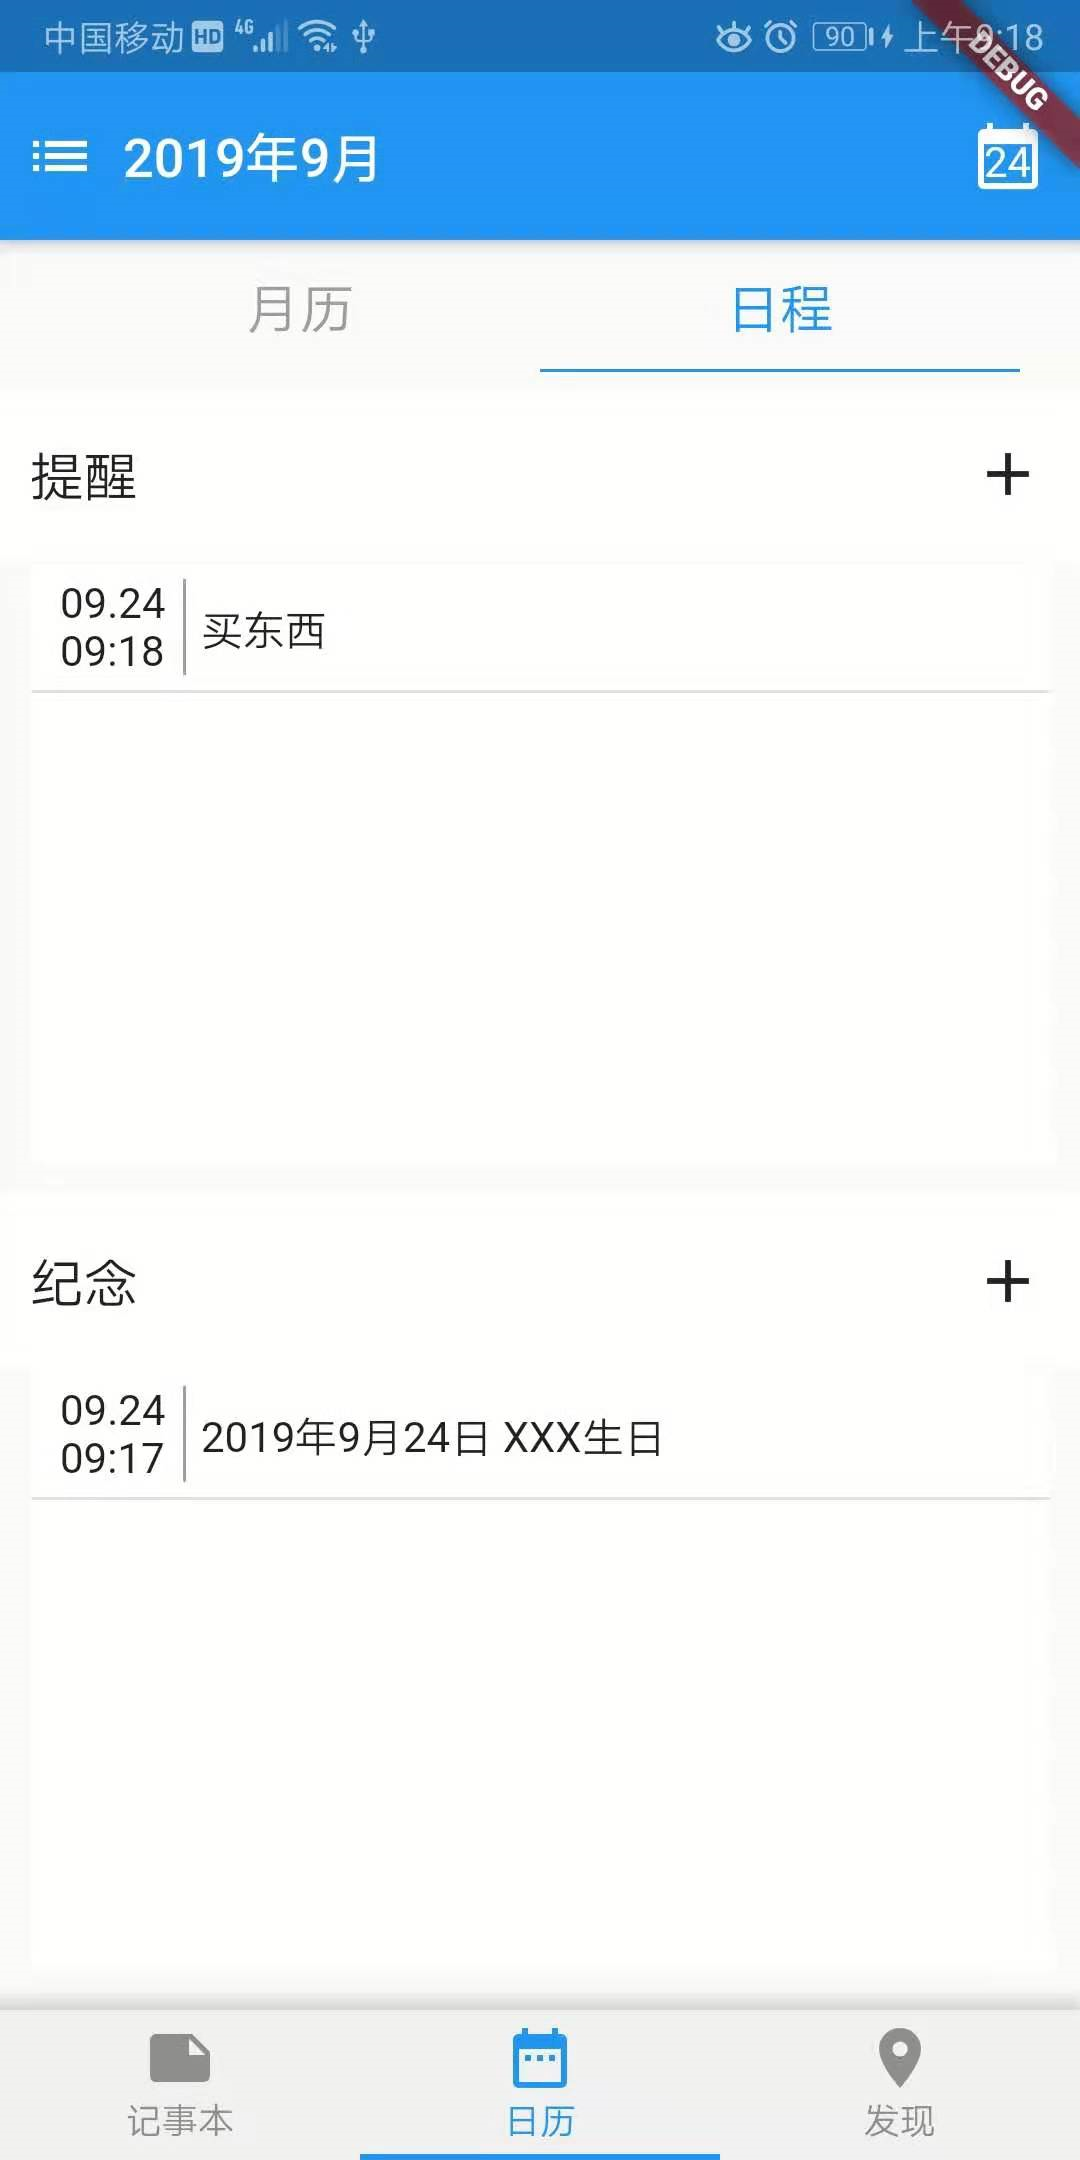 中国移动 HD 4G 90 上午9:18
DEBUG
2019年9月 24
月历 日程
提醒
09.24
09:18
买东西
纪念
09.24
09:17
2019年9月24日 XXX生日
记事本 日历 发现